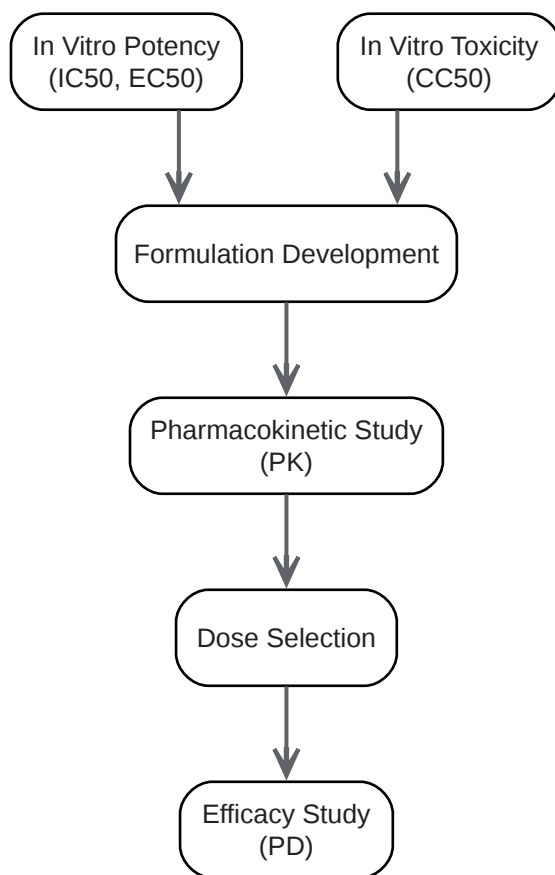 In Vitro Potency
(IC50, EC50)
In Vitro Toxicity
(CC50)
Formulation Development
Pharmacokinetic Study
(PK)
Dose Selection
Efficacy Study
(PD)